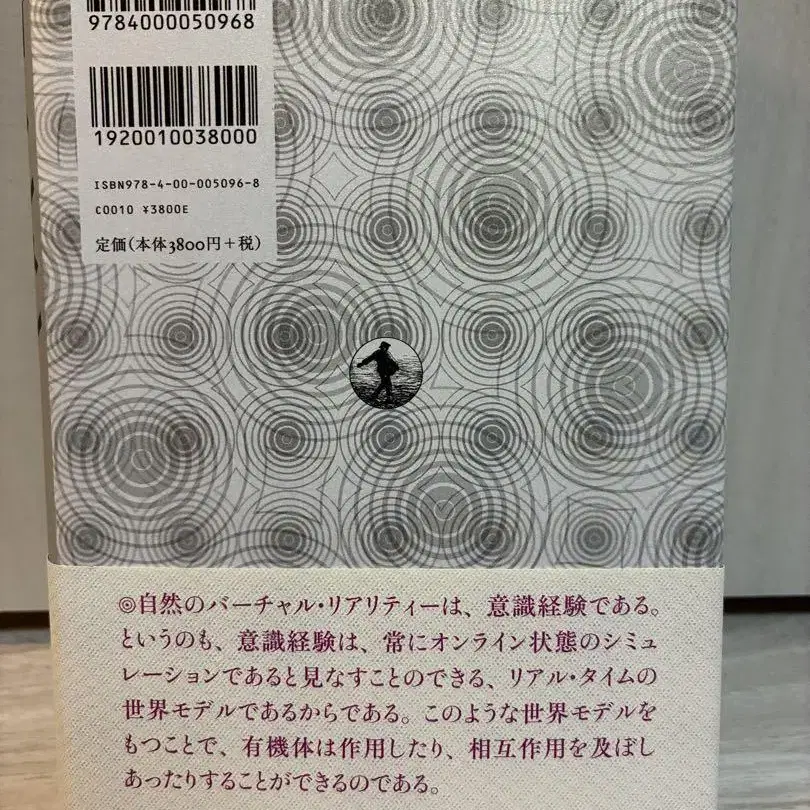 9784000050968
1920010038000
ISBN978-4-00-005096-8
C0010 ¥3800E
定価(本体3800円+税)
◎自然のバーチャル・リアリティーは、意識経験である。
というのも、意識経験は、常にオンライン状態のシミュ
レーションであると見なすことのできる、リアル・タイムの
世界モデルであるからである。このような世界モデルを
もつことで、有機体は作用したり、相互作用を及ぼし
あったりすることができるのである。